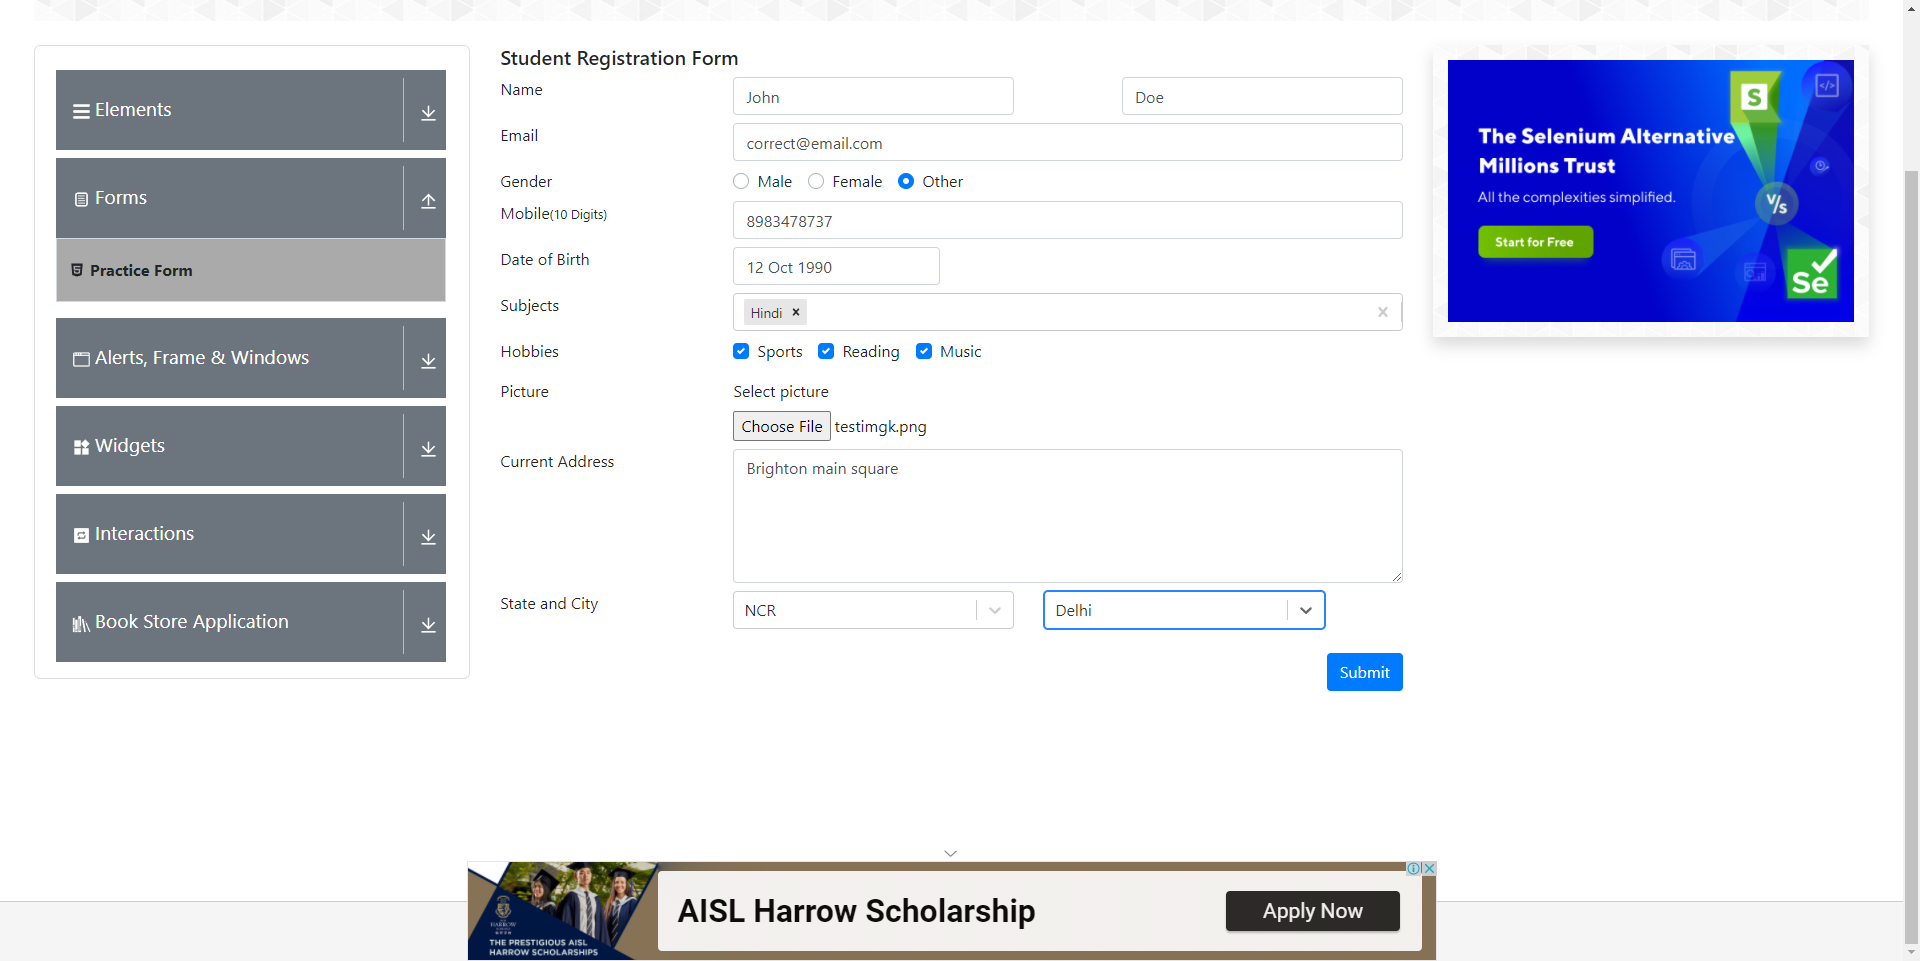 Elements
Forms
Practice Form
Alerts, Frame & Windows
Widgets
Interactions
Book Store Application
Student Registration Form
Name
John
Doe
Email
correct@email.com
Gender
Male
Female
Other
Mobile(10 Digits)
8983478737
Date of Birth
12 Oct 1990
Subjects
Hindi
Hobbies
Sports
Reading
Music
Picture
Select picture
Choose File testimgk.png
Current Address
Brighton main square
State and City
NCR
Delhi
Submit
The Selenium Alternative
Millions Trust
All the complexities simplified.
Start for Free
S
V/s
Se
HARROW
THE PRESTIGIOUS AISL
HARROW SCHOLARSHIPS
AISL Harrow Scholarship
Apply Now